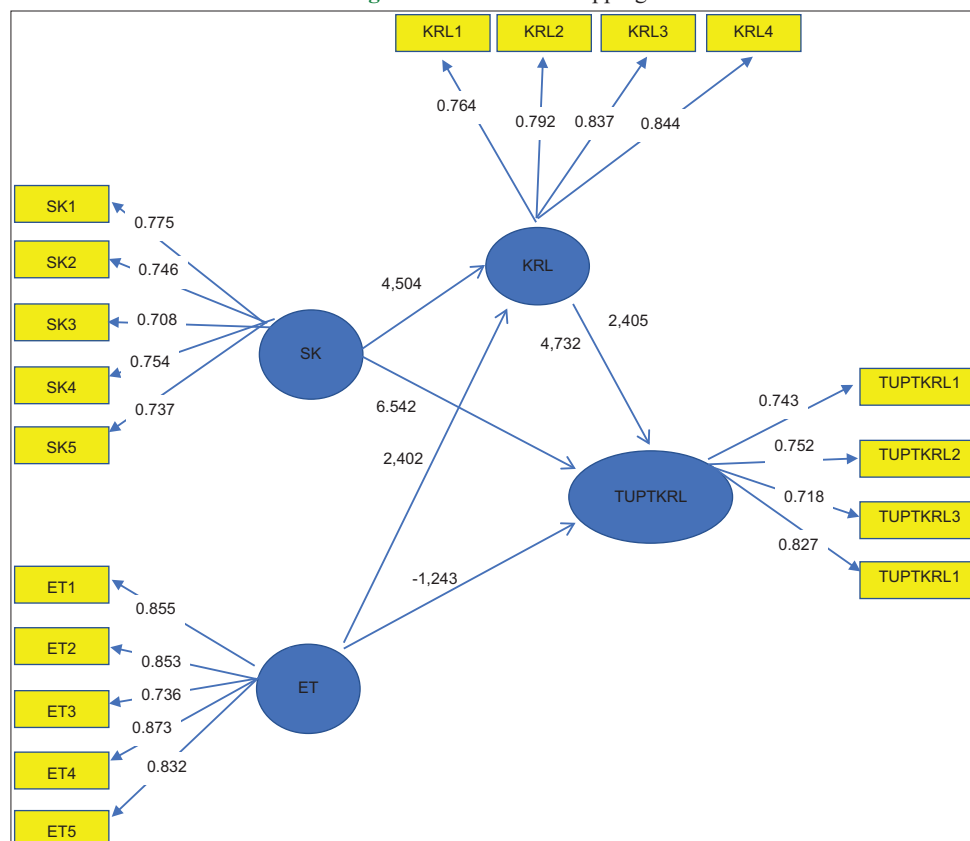 pping
KRL1
KRL2
KRL3
KRL4
0.764
0.792
0.837
0.844
SK1
SK2
SK3
SK4
SK5
0.775
0.746
0.708
0.754
0.737
SK
KRL
4,504
6.542
2,402
2,405
4,732
-1,243
TUPTKRL
0.743
0.752
0.718
0.827
TUPTKRL1
TUPTKRL2
TUPTKRL3
TUPTKRL1
ET1
ET2
ET3
ET4
ET5
0.855
0.853
0.736
0.873
0.832
ET